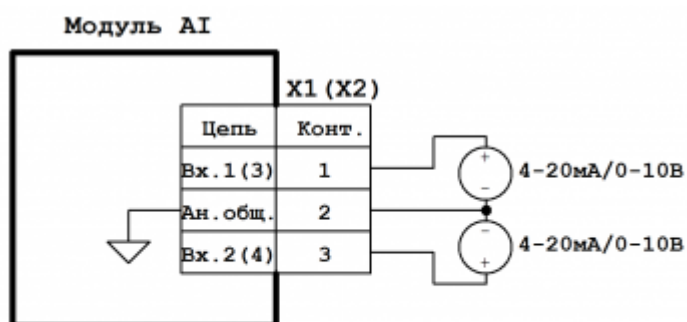 Модуль AI
X1(X2)
Цепь Конт.
Вх.1(3) 1
Ан.общ. 2
Вх.2(4) 3
+
4-20мА/0-10В
-
-
4-20мА/0-10В
+